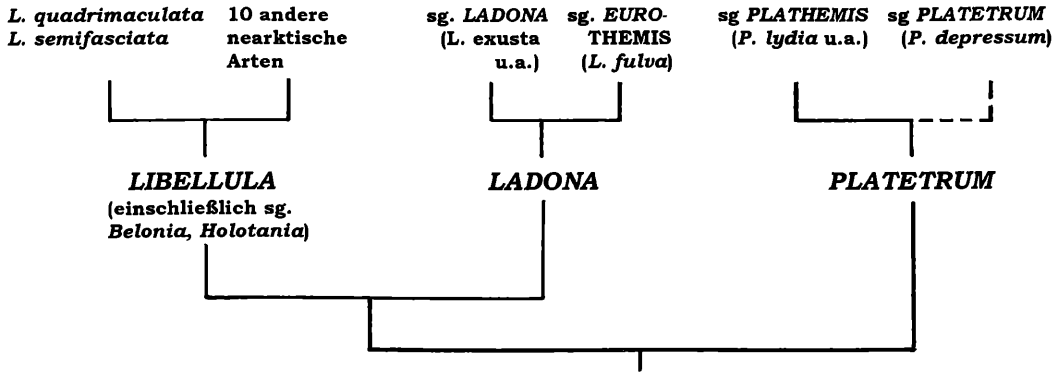 L. quadrimaculata
L. semifasciata
10 andere
nearktische
Arten
sg. LADONA
(L. exusta
u.a.)
sg. EURO-
THEMIS
(L. fulva)
sg PLATHEMIS
(P. lydia u.a.)
sg PLATETRUM
(P. depressum)
LIBELLULA
(einschließlich sg.
Belonia, Holotania)
LADONA
PLATETRUM